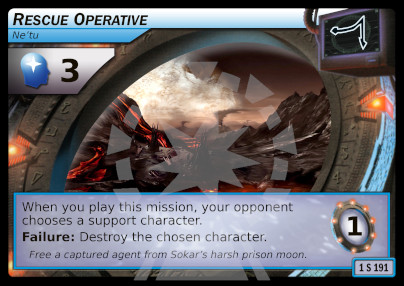 RESCUE OPERATIVE
Ne'tu
3
When you play this mission, your opponent
chooses a support character.
Failure: Destroy the chosen character.
Free a captured agent from Sokar's harsh prison moon.
1
1 S 191